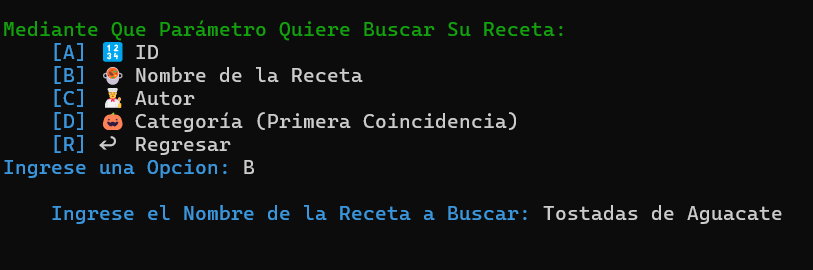 Mediante Que Parámetro Quiere Buscar Su Receta:
[A] 🔢 ID
[B] 🍲 Nombre de la Receta
[C] 👨‍🍳 Autor
[D] 🎃 Categoría (Primera Coincidencia)
[R] ↩ Regresar
Ingrese una Opcion: B
Ingrese el Nombre de la Receta a Buscar: Tostadas de Aguacate